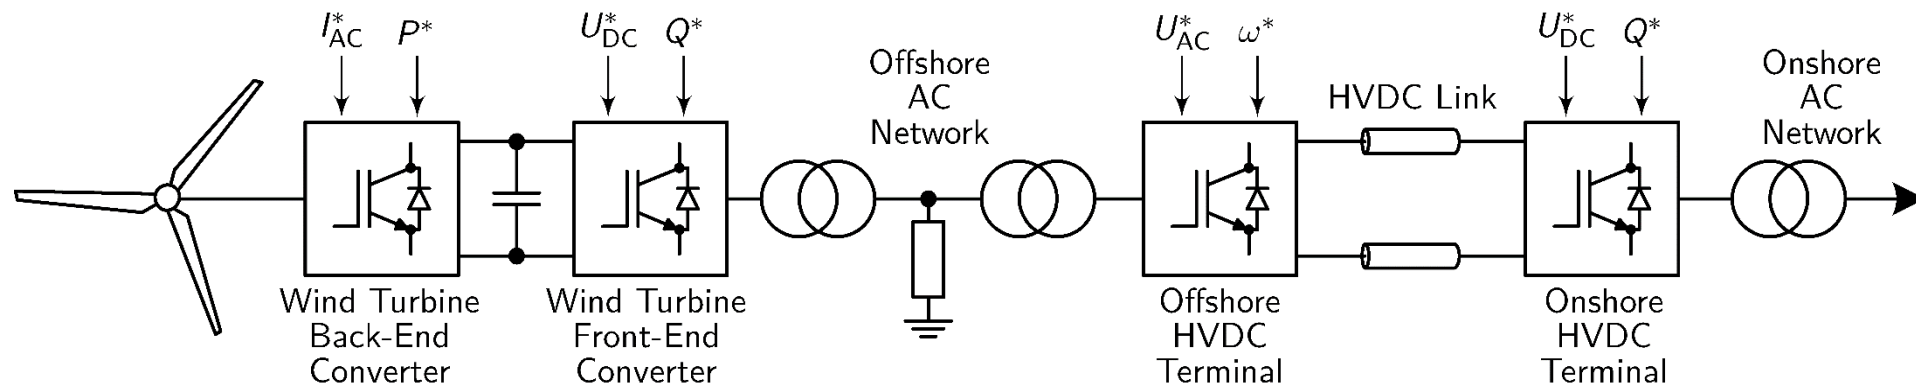 I*AC P*
U*DC Q*
U*AC ω*
U*DC Q*
Offshore
AC
Network
HVDC Link
Onshore
AC
Network
Wind Turbine
Back-End
Converter
Wind Turbine
Front-End
Converter
Offshore
HVDC
Terminal
Onshore
HVDC
Terminal